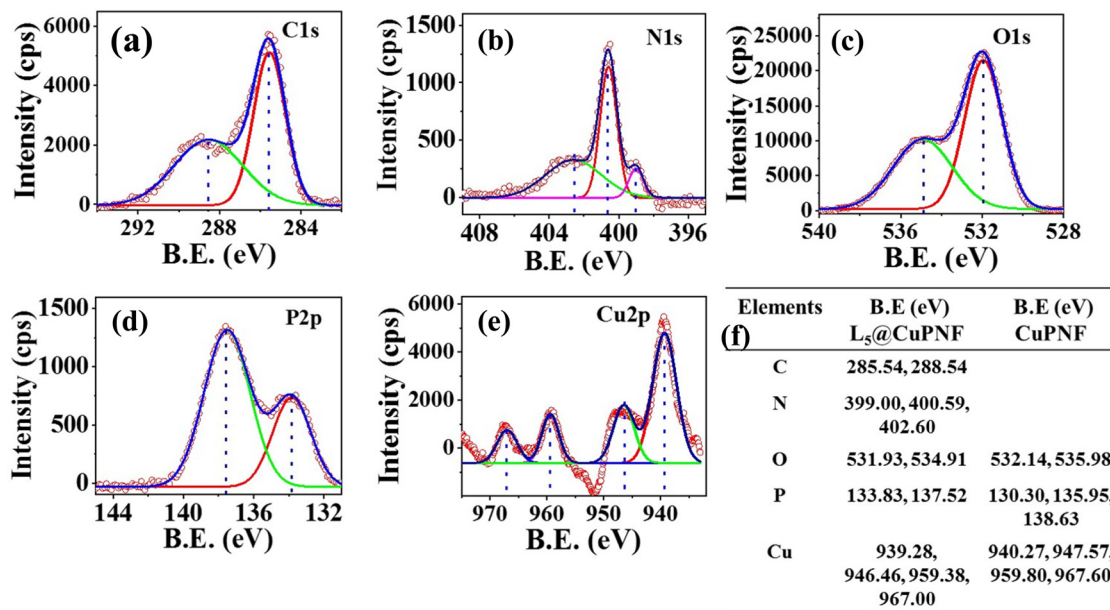 (a)
C1s
Intensity (cps)
6000
4000
2000
0
292
288
284
B.E. (eV)
(b)
N1s
Intensity (cps)
1500
1000
500
0
408
404
400
396
B.E. (eV)
(c)
O1s
Intensity (cps)
25000
20000
15000
10000
5000
0
540
536
532
528
B.E. (eV)
(d)
P2p
Intensity (cps)
1500
1000
500
0
144
140
136
132
B.E. (eV)
(e)
Cu2p
Intensity (cps)
6000
4000
2000
0
970
960
950
940
B.E. (eV)
(f)
Elements B.E (eV) B.E (eV)
L₅@CuPNF CuPNF
C 285.54, 288.54
N 399.00, 400.59,
402.60
O 531.93, 534.91 532.14, 535.98
P 133.83, 137.52 130.30, 135.95,
138.63
Cu 939.28, 940.27, 947.57,
946.46, 959.38, 959.80, 967.60
967.00